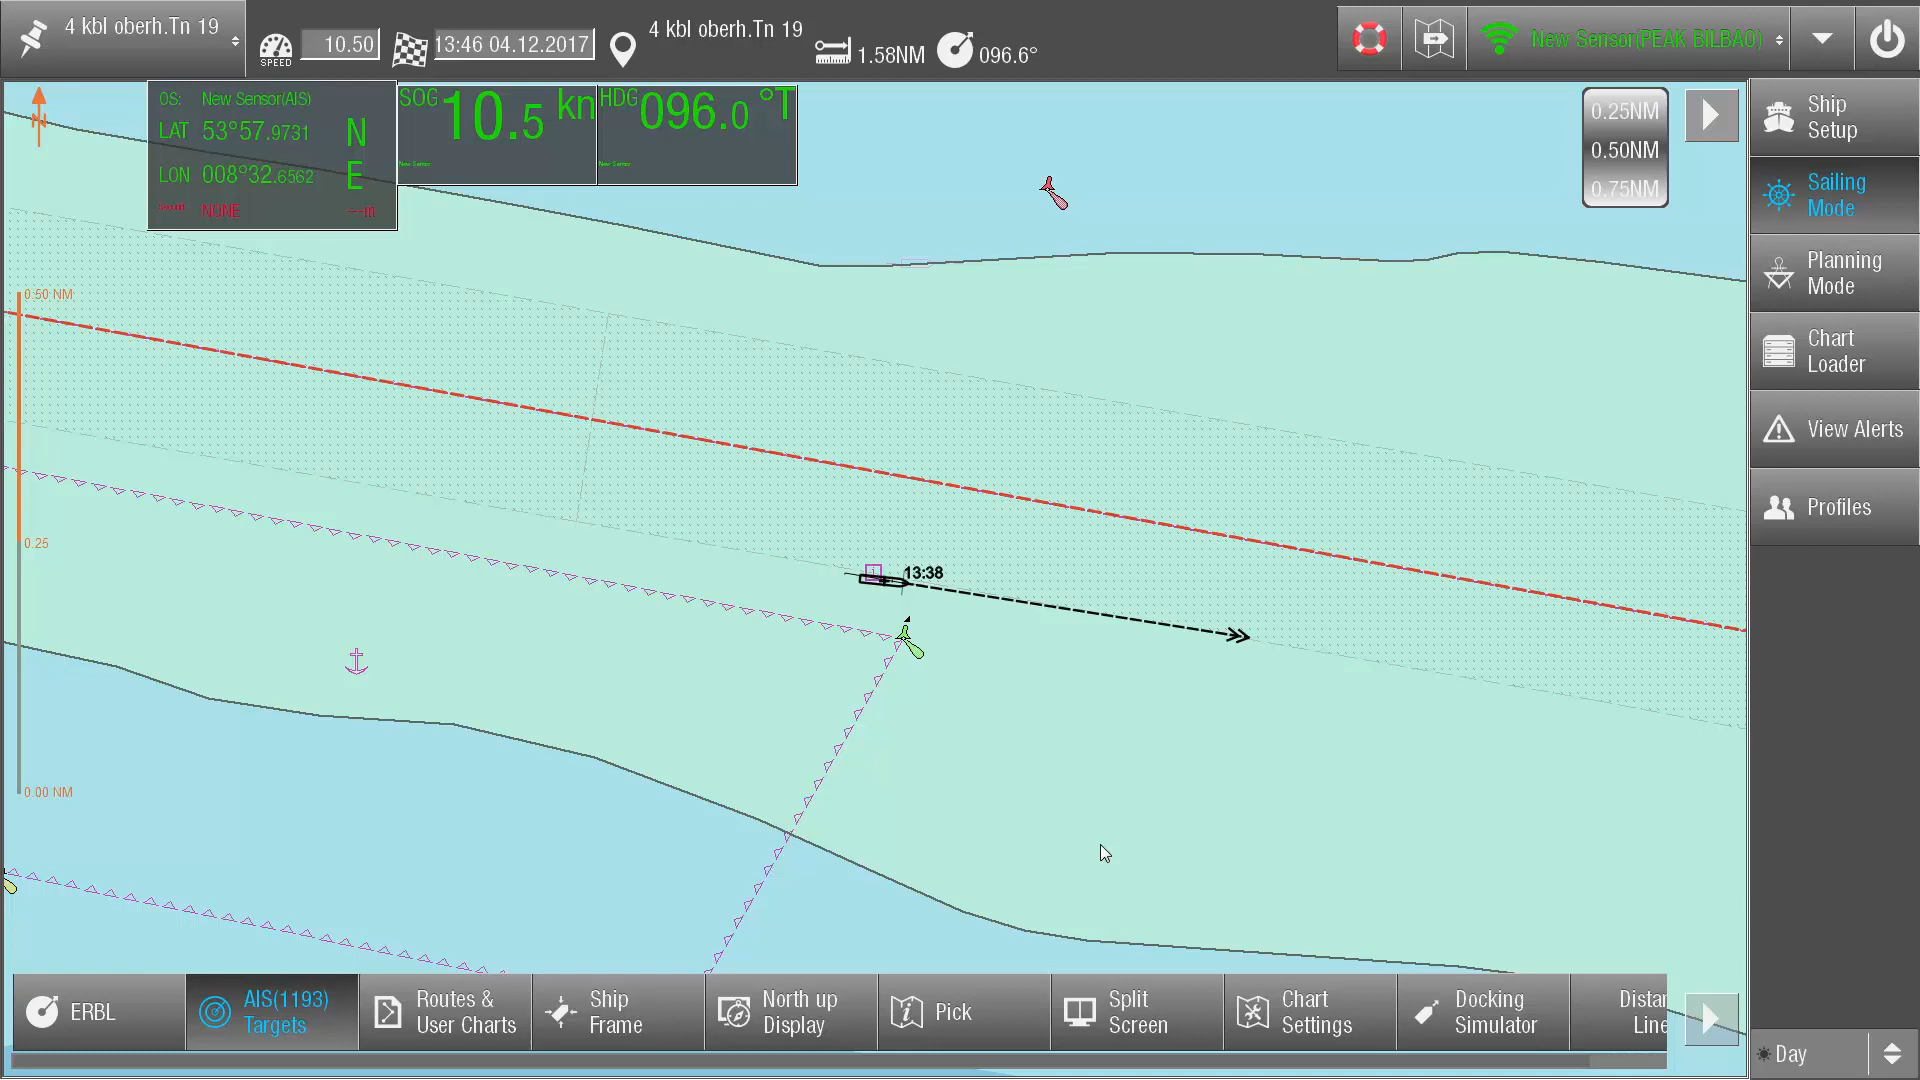 4 kbl oberh.Tn 19
SPEED
10.50
13:46 04.12.2017
4 kbl oberh.Tn 19
1.58NM
096.6°
New Sensor(PEAK BILBAO)
OS: New Sensor(AIS)
LAT 53°57.9731 N
LON 008°32.6562 E
NONE --m
SOG 10.5 kn
New Sensor
HDG 096.0 °T
New Sensor
N
0.25NM
0.50NM
0.75NM
Ship
Setup
Sailing
Mode
Planning
Mode
Chart
Loader
View Alerts
Profiles
0.50 NM
0.25
0.00 NM
13:38
ERBL
AIS(1193)
Targets
Routes &
User Charts
Ship
Frame
North up
Display
Pick
Split
Screen
Chart
Settings
Docking
Simulator
Distan
Line
Day